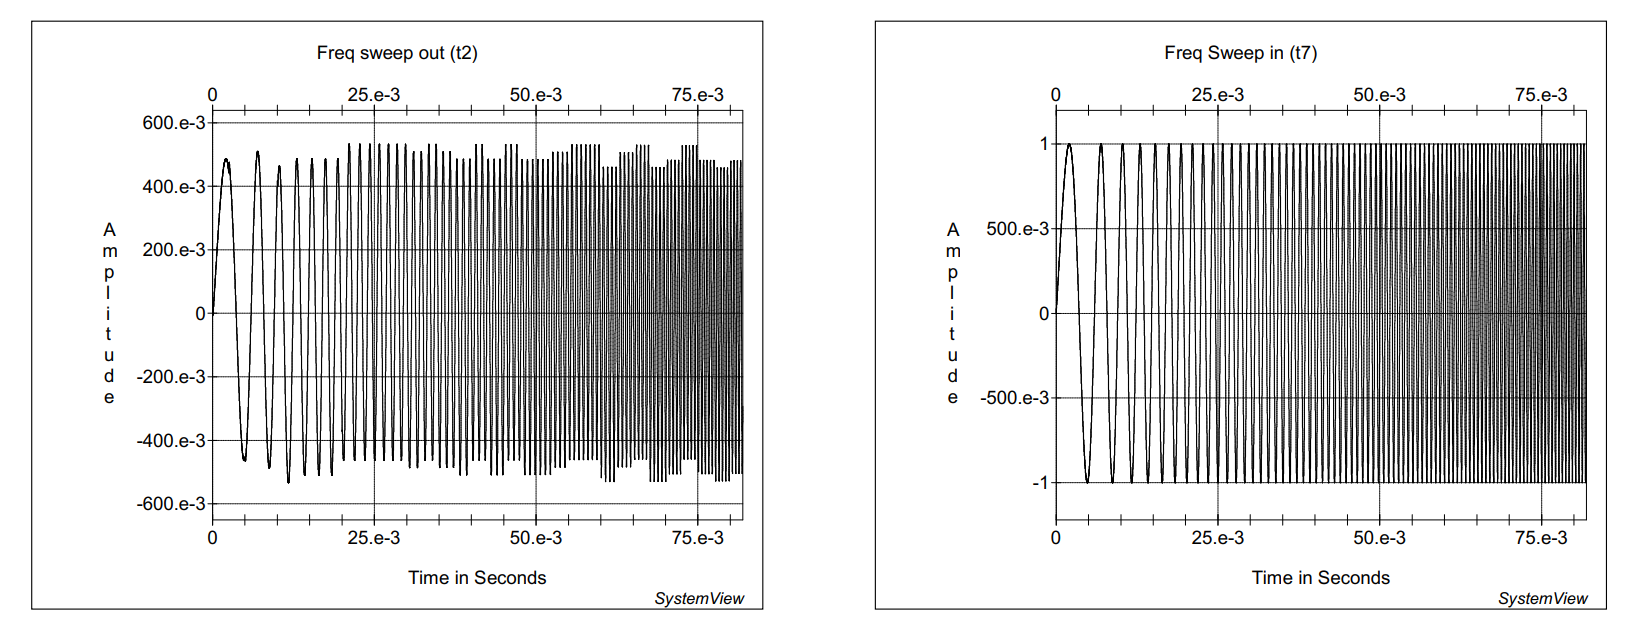 Freq sweep out (t2)
0 25.e-3 50.e-3 75.e-3
600.e-3
400.e-3
200.e-3
0
-200.e-3
-400.e-3
-600.e-3
Amplitude
0 25.e-3 50.e-3 75.e-3
Time in Seconds
SystemView
Freq Sweep in (t7)
0 25.e-3 50.e-3 75.e-3
1
500.e-3
0
-500.e-3
-1
Amplitude
0 25.e-3 50.e-3 75.e-3
Time in Seconds
SystemView